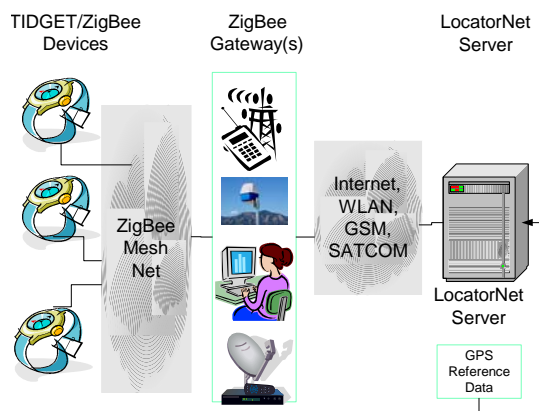 TIDGET/ZigBee
Devices
ZigBee
Gateway(s)
LocatorNet
Server
ZigBee
Mesh
Net
Internet,
WLAN,
GSM,
SATCOM
LocatorNet
Server
GPS
Reference
Data